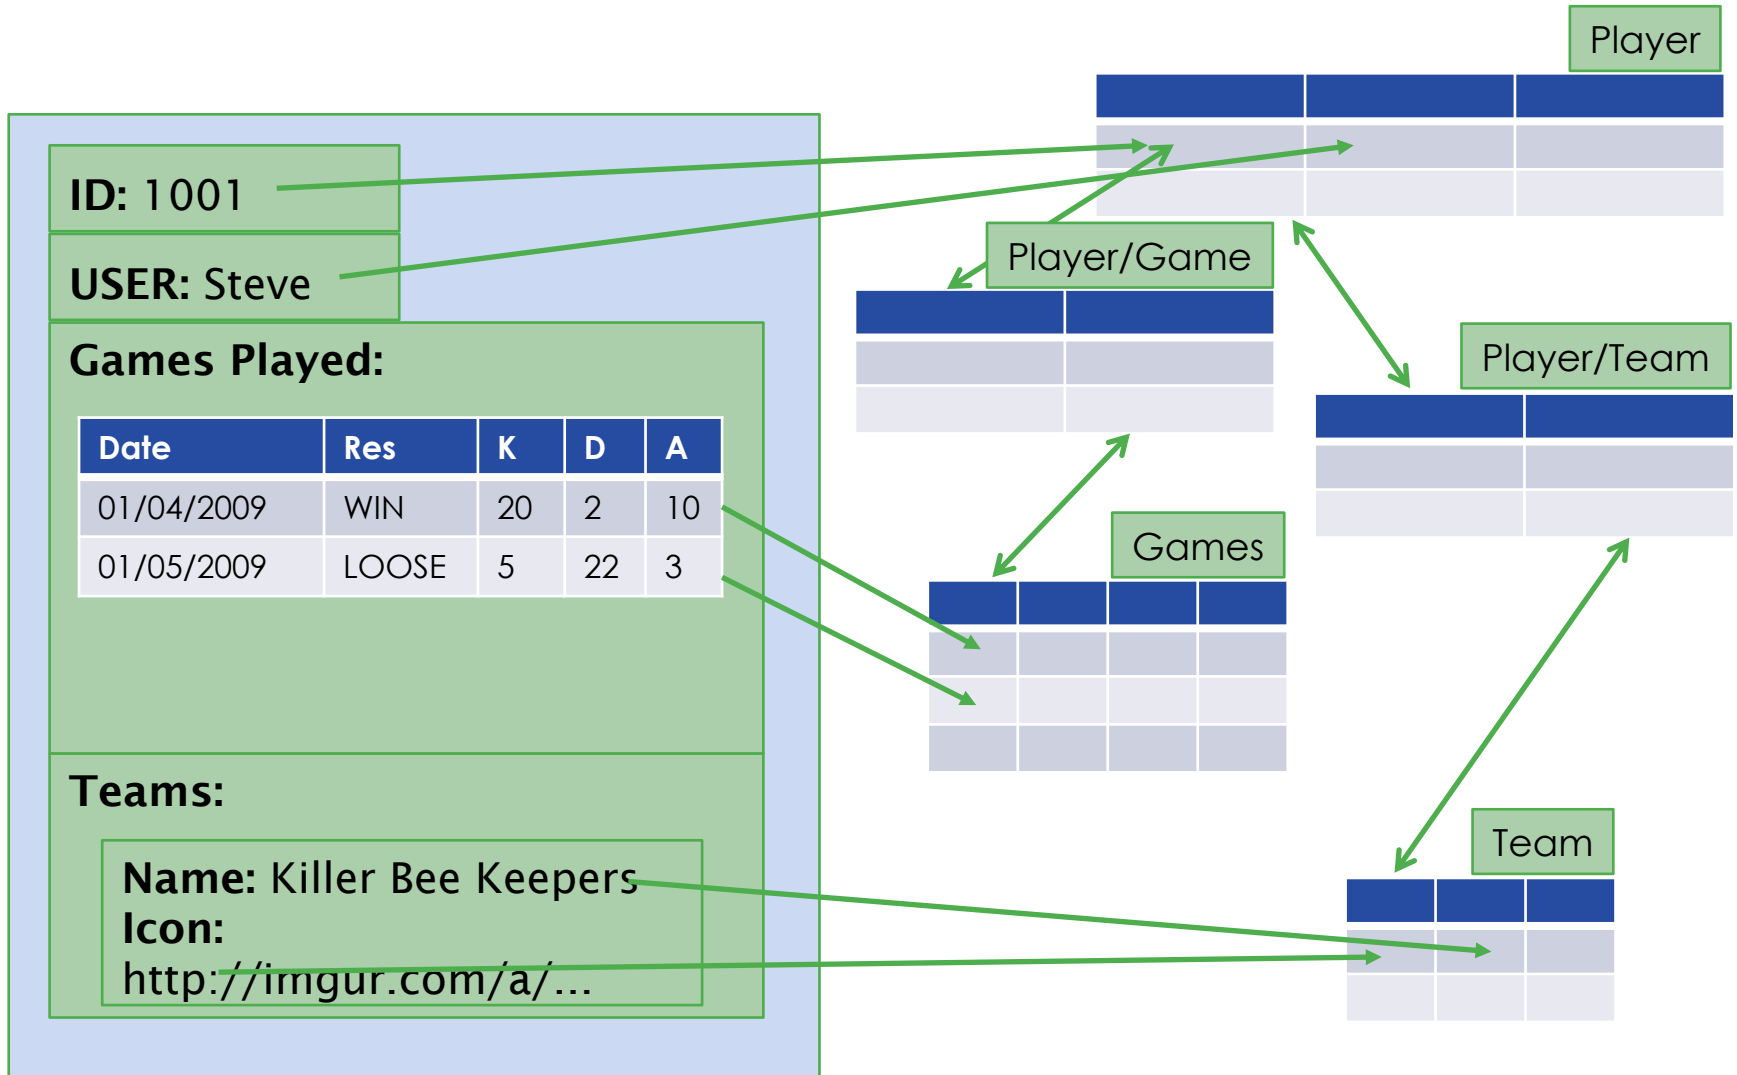 Player
ID: 1001
USER: Steve
Player/Game
Games Played:
Player/Team
Date Res K D A
01/04/2009 WIN 20 2 10
01/05/2009 LOOSE 5 22 3
Games
Teams:
Team
Name: Killer Bee Keepers
Icon:
http://imgur.com/a/...